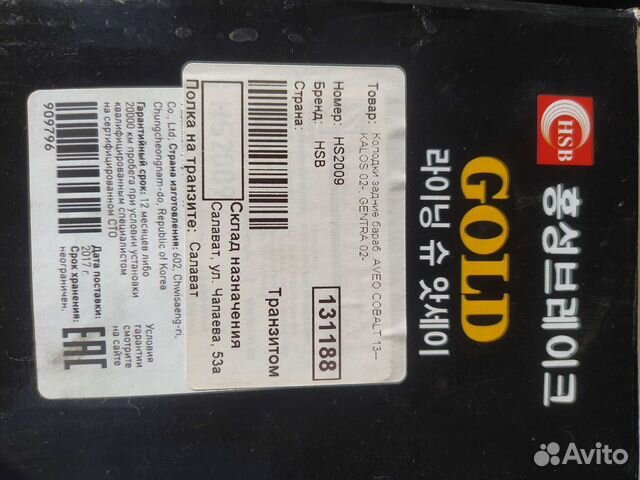 HSB
홍성브레이크
GOLD
라이닝 슈 앗세이
Товар: Колодки задние бараб. AVEO COBALT 13--
KALOS 02-, GENTRA 02-
Номер: HS2009
Бренд: HSB
Страна:
131188
Транзитом
Склад назначения
Салават, ул. Чапаева, 53а
Полка на транзите: Салават
Co., Ltd. Страна изготовления: 602, Chwisaeng-ri,
Chungcheongnam-do, Republic of Korea
Гарантийный срок: 12 месяцев либо
20000 км пробега при условии установки
квалифицированным специалистом
на сертифицированном СТО
909796
Дата поставки:
2017 г.
Срок хранения:
неограничен.
EAC
Условия
гарантии
смотрите
на сайте
Avito